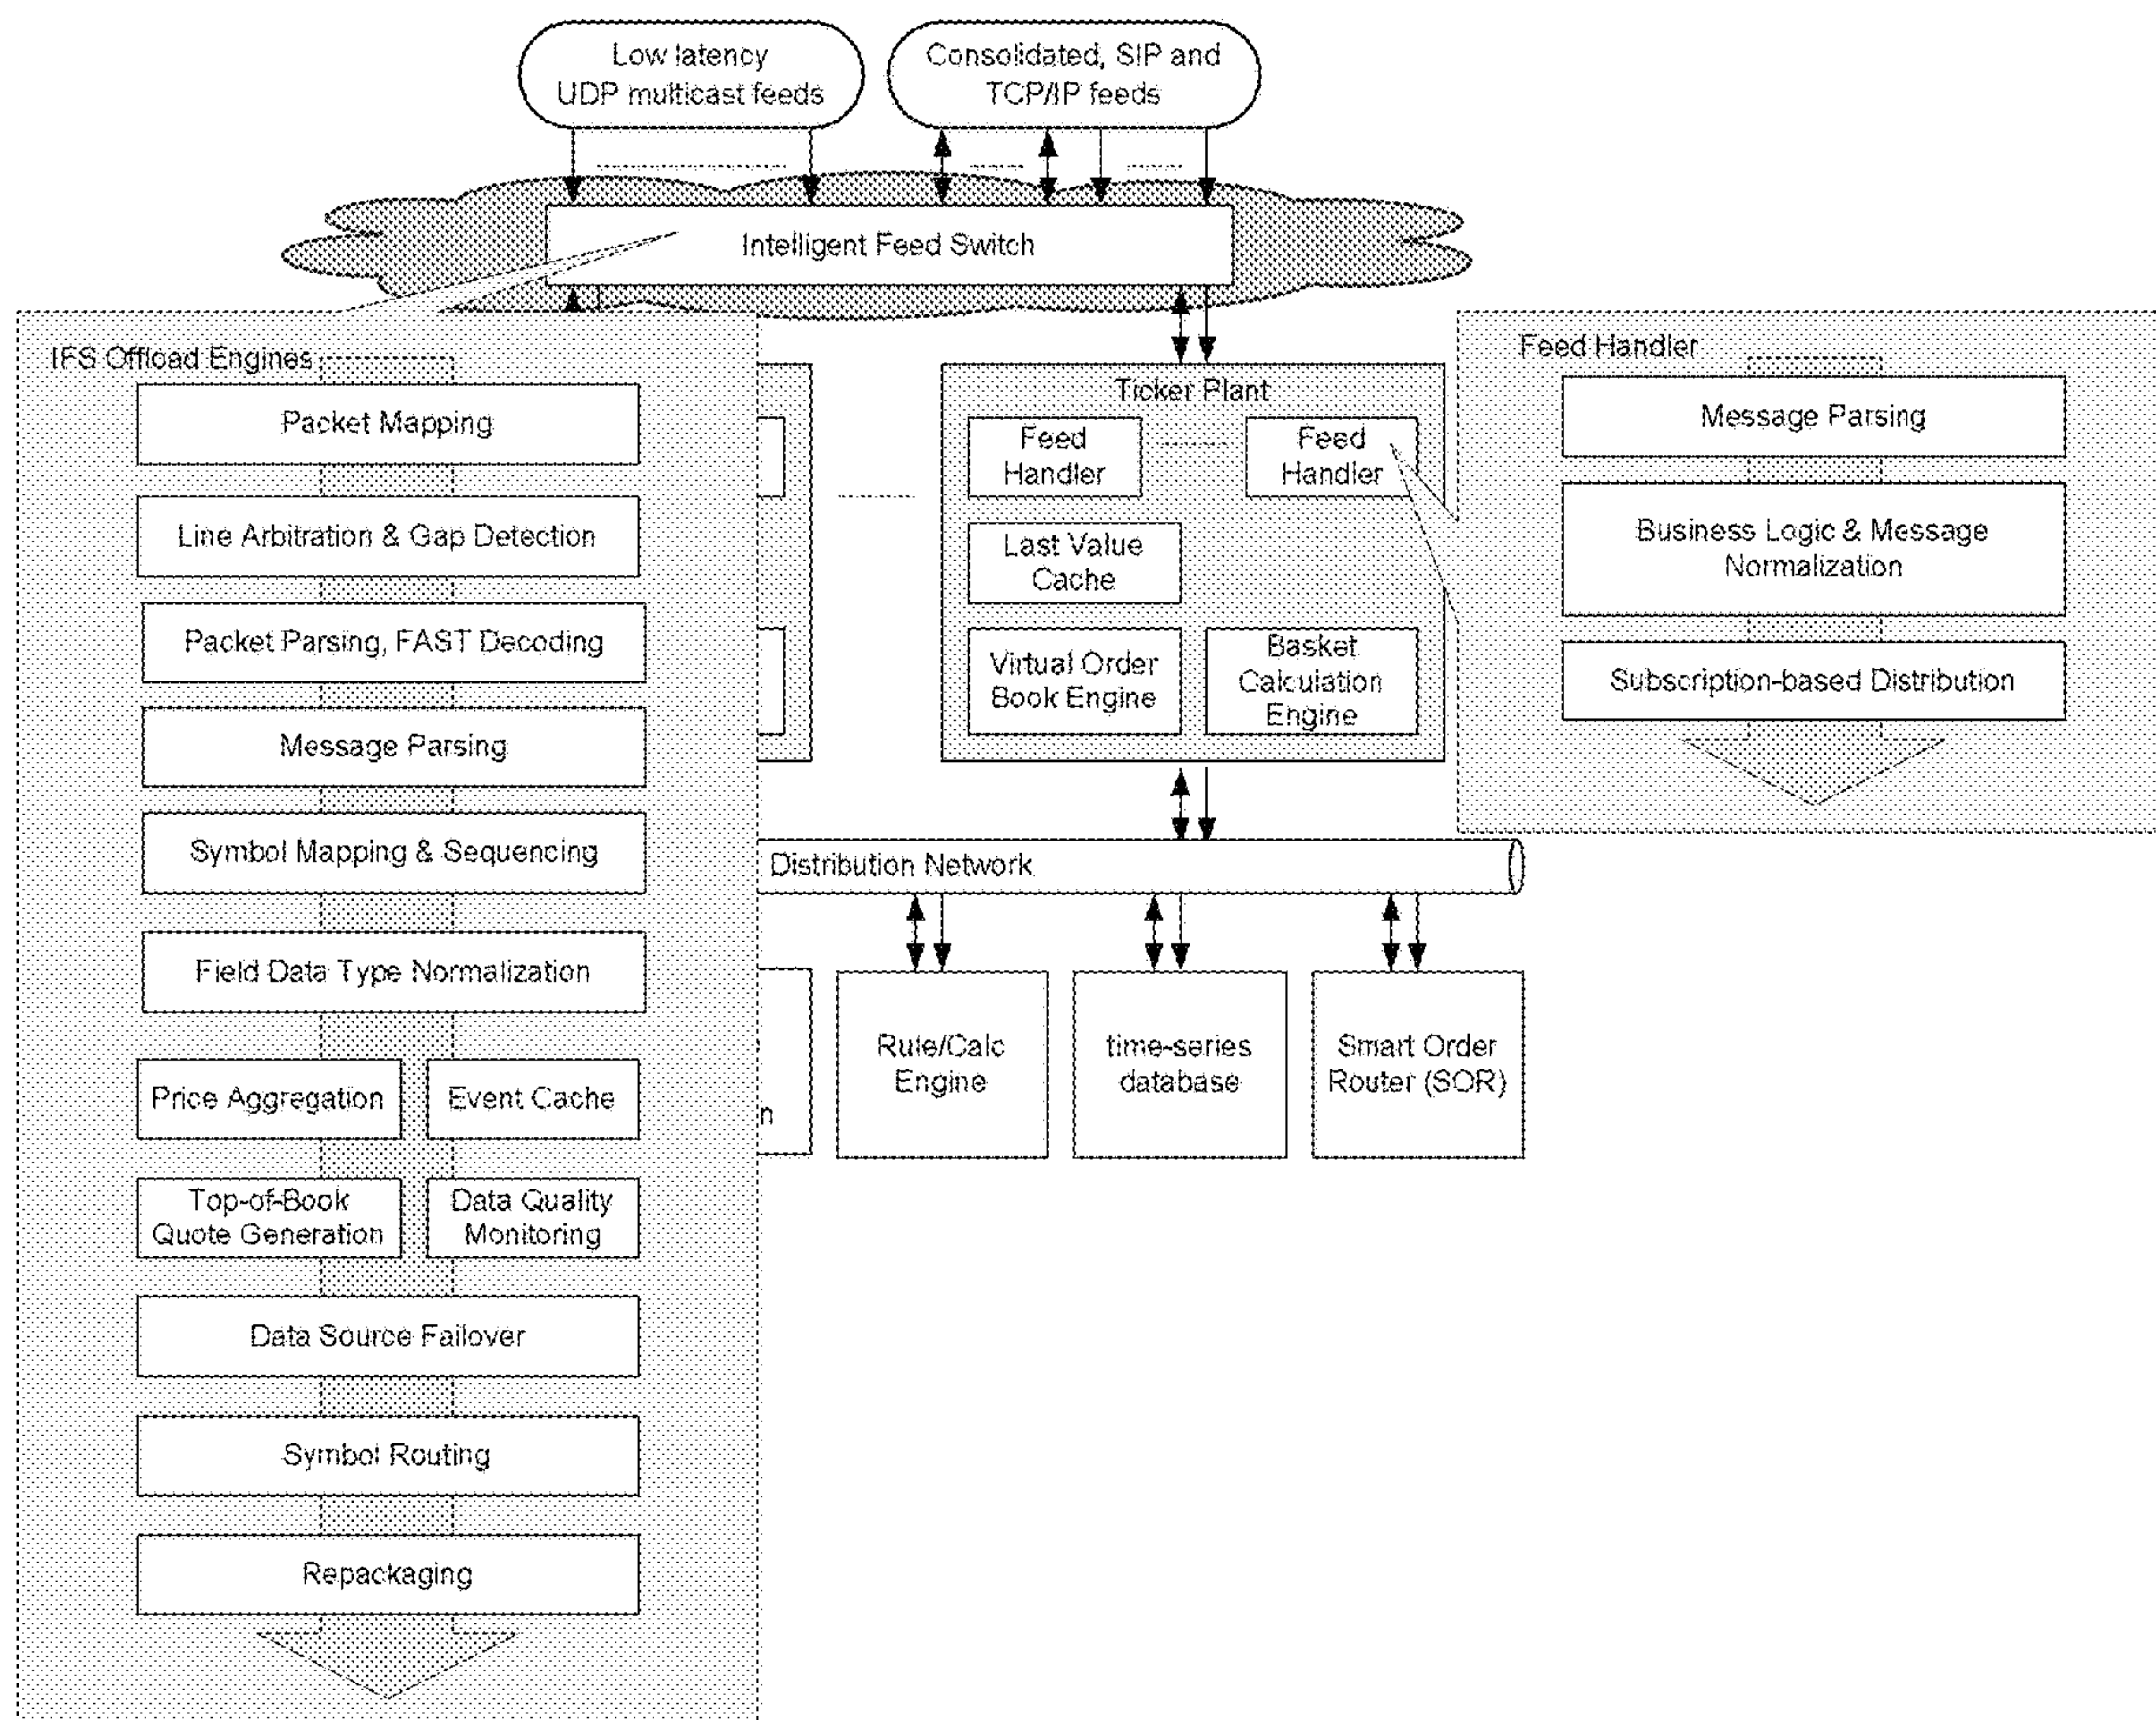 Low latency
UDP multicast feeds
Consolidated, SIP and
TCP/IP feeds
Intelligent Feed Switch
IFS Offload Engines
Packet Mapping
Line Arbitration & Gap Detection
Packet Parsing, FAST Decoding
Message Parsing
Symbol Mapping & Sequencing
Field Data Type Normalization
Price Aggregation
Event Cache
Top-of-Book
Quote Generation
Data Quality
Monitoring
Data Source Failover
Symbol Routing
Repackaging
Ticker Plant
Feed
Handler
Feed
Handler
Last Value
Cache
Virtual Order
Book Engine
Basket
Calculation
Engine
Feed Handler
Message Parsing
Business Logic & Message
Normalization
Subscription-based Distribution
Distribution Network
n
Rule/Calc
Engine
time-series
database
Smart Order
Router (SOR)